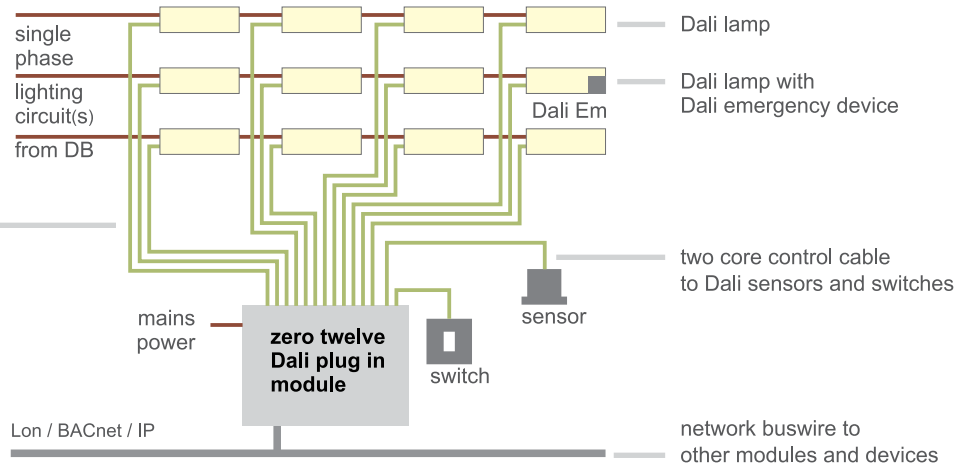 single
phase
lighting
circuit(s)
from DB
Dali lamp
Dali lamp with
Dali emergency device
Dali Em
two core control cable
to Dali sensors and switches
sensor
switch
mains
power
zero twelve
Dali plug in
module
Lon / BACnet / IP
network buswire to
other modules and devices